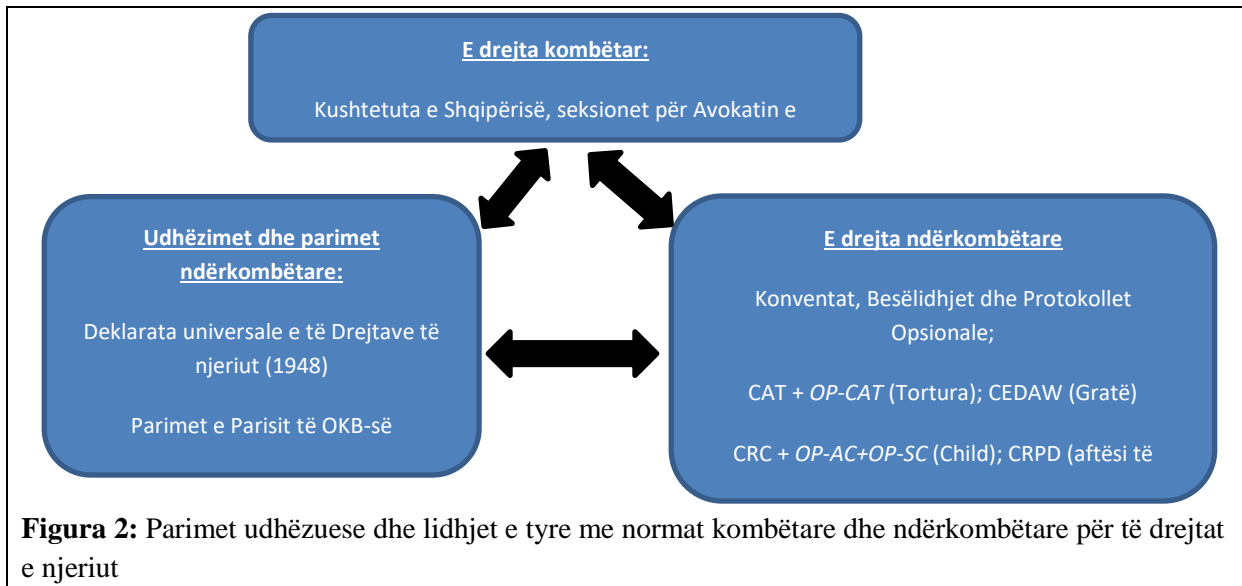 E drejta kombëtar:
Kushtetuta e Shqipërisë, seksionet për Avokatin e
Udhëzimet dhe parimet
ndërkombëtare:
Deklarata universale e të Drejtave të
njeriut (1948)
Parimet e Parisit të OKB-së
E drejta ndërkombëtare
Konventat, Besëlidhjet dhe Protokollet
Opsionale;
CAT + OP-CAT (Tortura); CEDAW (Gratë)
CRC + OP-AC+OP-SC (Child); CRPD (aftësi të
Figura 2: Parimet udhëzuese dhe lidhjet e tyre me normat kombëtare dhe ndërkombëtare për të drejtat
e njeriut